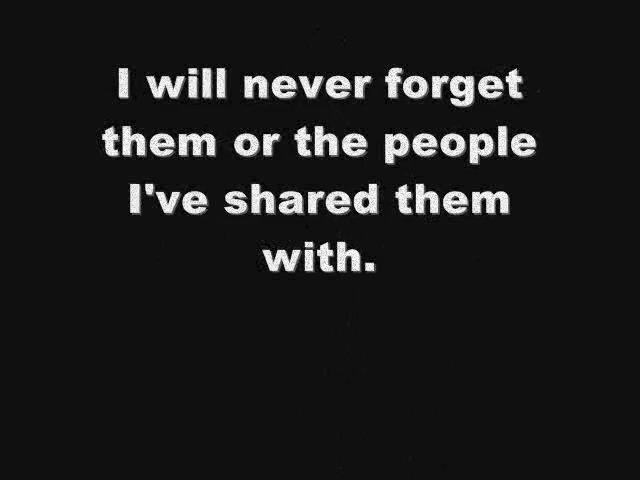 I will never forget
them or the people
I've shared them
with.